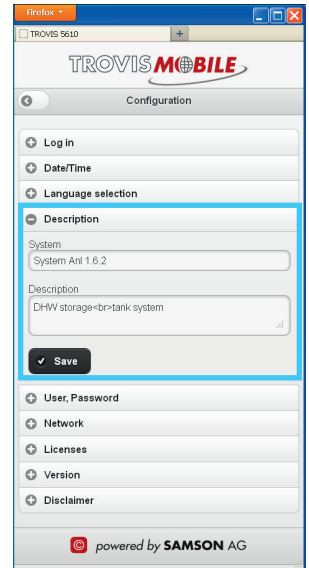 Firefox
TROVIS 5610
+
TROVIS MOBILE
Configuration
Log in
Date/Time
Language selection
Description
System
System Anl 1.6.2
Description
DHW storage<br>tank system
Save
User, Password
Network
Licenses
Version
Disclaimer
© powered by SAMSON AG